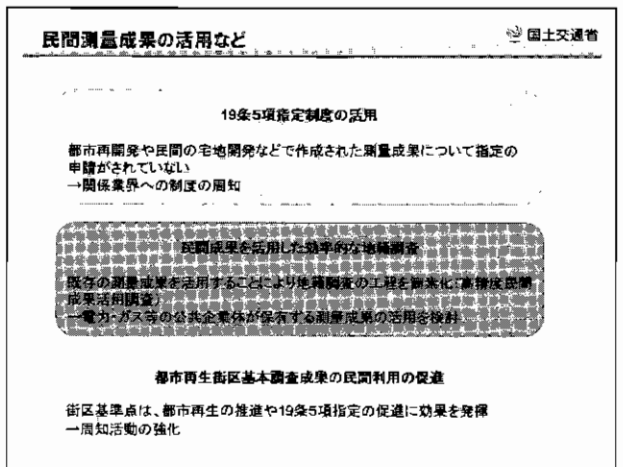 民間測量成果の活用など
国土交通省
19条5項指定制度の活用
都市再開発や民間の宅地開発などで作成された測量成果について指定の
申請がされていない
→関係業界への制度の周知
民間成果を活用した効率的な地籍調査
既存の測量成果を活用することにより地籍調査の工程を簡素化(高精度民間
成果活用調査)
→電力・ガス等の公共企業体が保有する測量成果の活用を検討
都市再生街区基本調査成果の民間利用の促進
街区基準点は、都市再生の推進や19条5項指定の促進に効果を発揮
→周知活動の強化